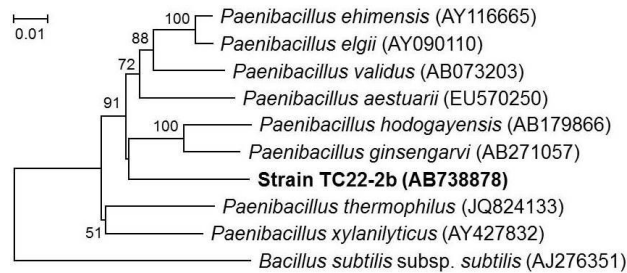 100
Paenibacillus ehimensis (AY116665)
0.01
88
Paenibacillus elgii (AY090110)
72
Paenibacillus validus (AB073203)
Paenibacillus aestuarii (EU570250)
91
100
Paenibacillus hodogayensis (AB179866)
Paenibacillus ginsengarvi (AB271057)
Strain TC22-2b (AB738878)
Paenibacillus thermophilus (JQ824133)
51
Paenibacillus xylanilyticus (AY427832)
Bacillus subtilis subsp. subtilis (AJ276351)